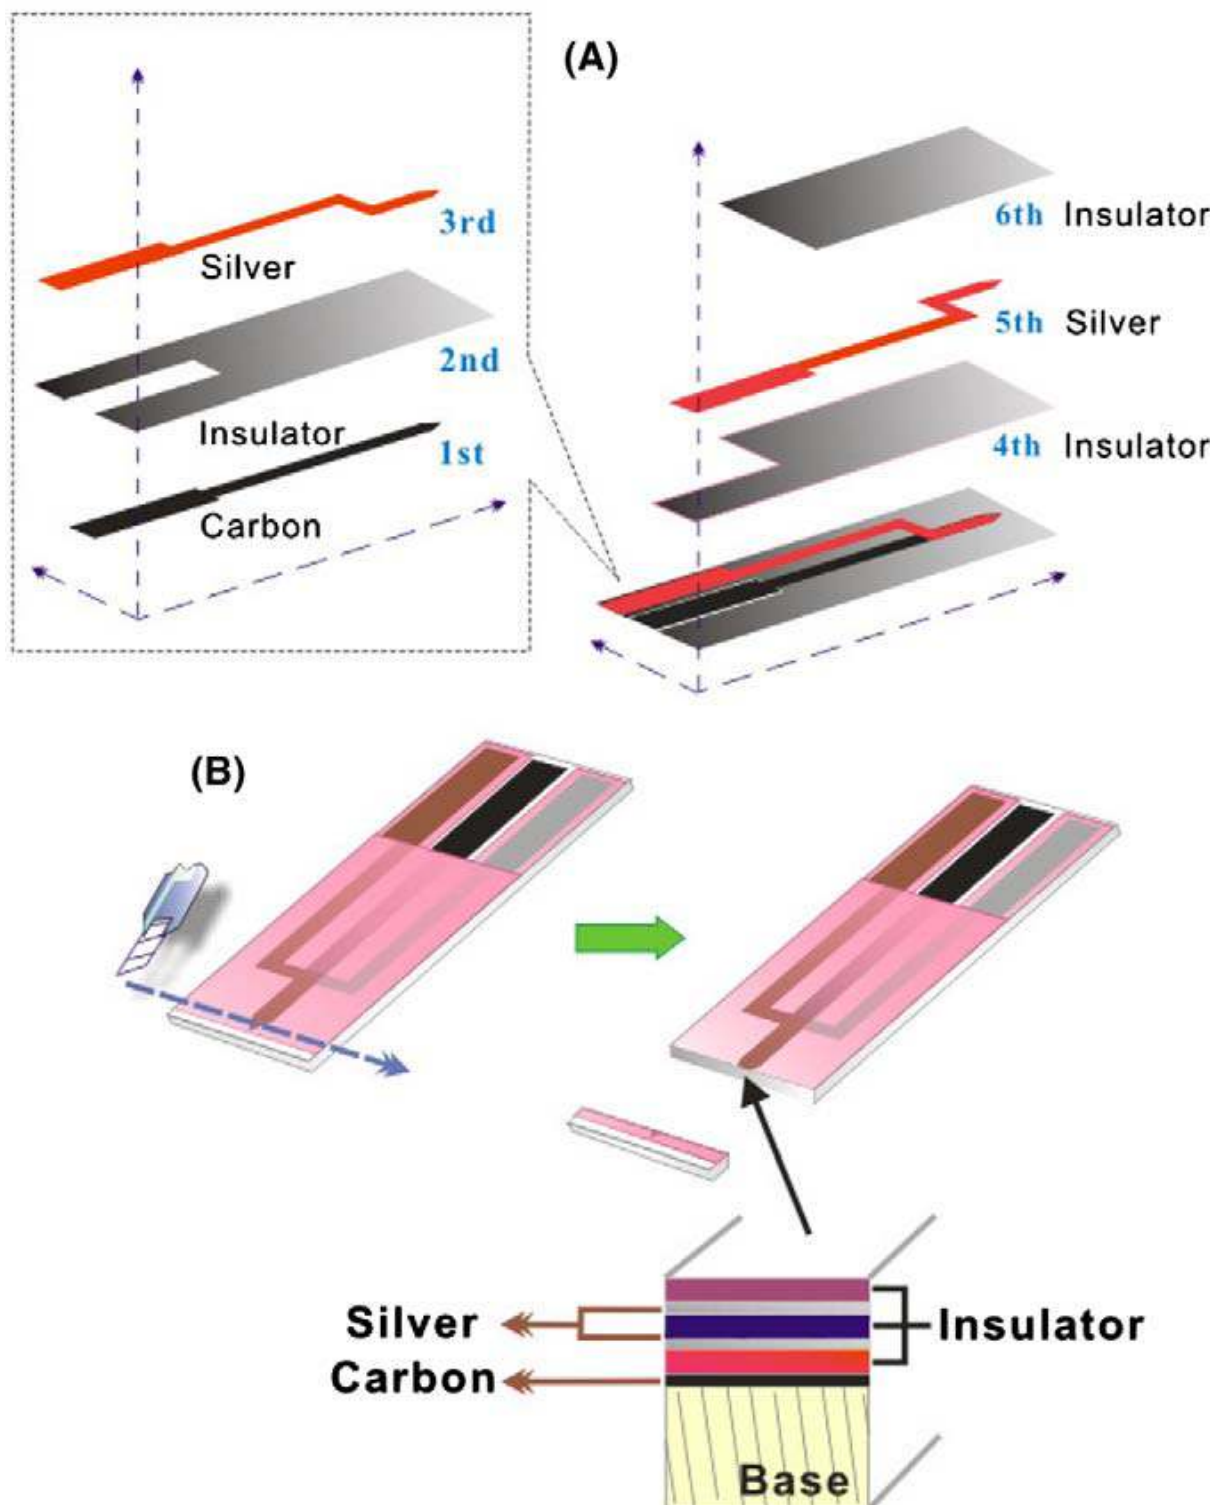 (A)
3rd
Silver
2nd
Insulator
1st
Carbon
6th Insulator
5th Silver
4th Insulator
(B)
Silver
Insulator
Carbon
Base